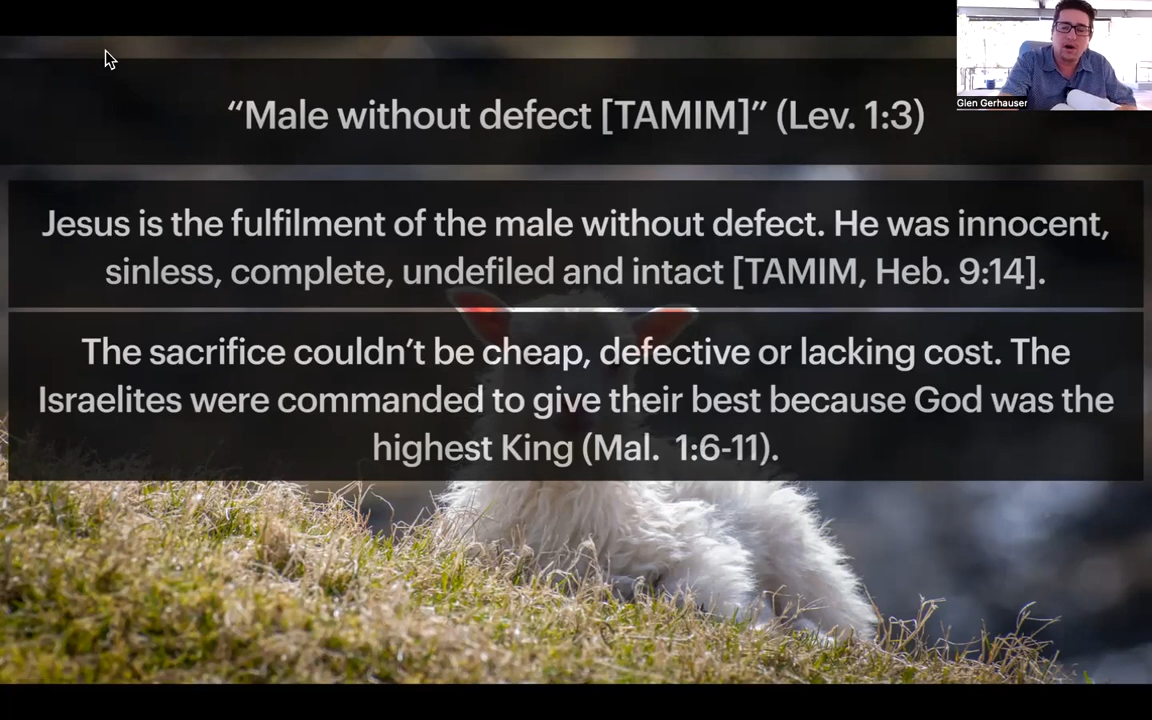 “Male without defect [TAMIM]” (Lev. 1:3)
Glen Gerhauser
Jesus is the fulfilment of the male without defect. He was innocent,
sinless, complete, undefiled and intact [TAMIM, Heb. 9:14].
The sacrifice couldn’t be cheap, defective or lacking cost. The
Israelites were commanded to give their best because God was the
highest King (Mal. 1:6-11).